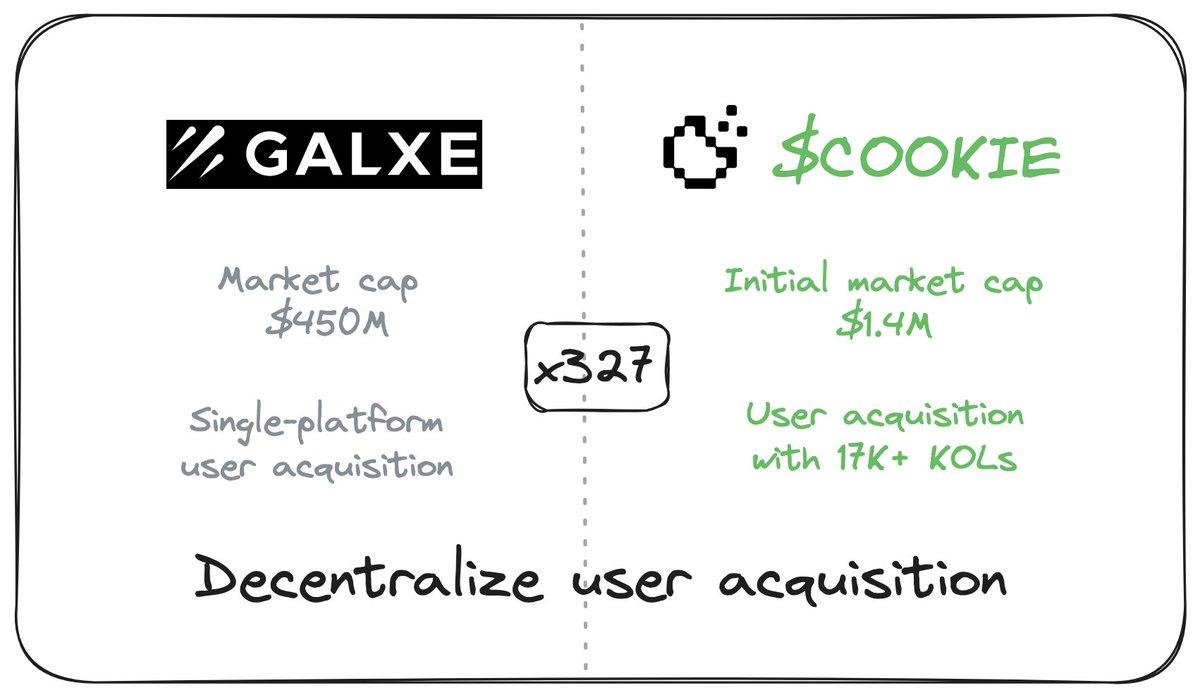 GALXE
Market cap
$450M
Single-platform
user acquisition
x327
$COOKIE
Initial market cap
$1.4M
User acquisition
with 17K+ KOLs
Decentralize user acquisition